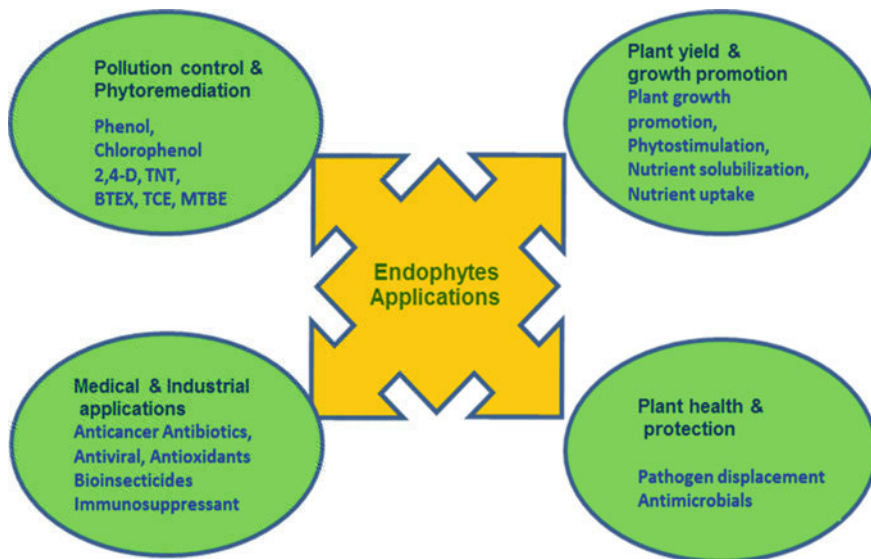 Pollution control &
Phytoremediation
Phenol,
Chlorophenol
2,4-D, TNT,
BTEX, TCE, MTBE
Plant yield &
growth promotion
Plant growth
promotion,
Phytostimulation,
Nutrient solubilization,
Nutrient uptake
Endophytes
Applications
Medical & Industrial
applications
Anticancer Antibiotics,
Antiviral, Antioxidants
Bioinsecticides
Immunosuppressant
Plant health &
protection
Pathogen displacement
Antimicrobials